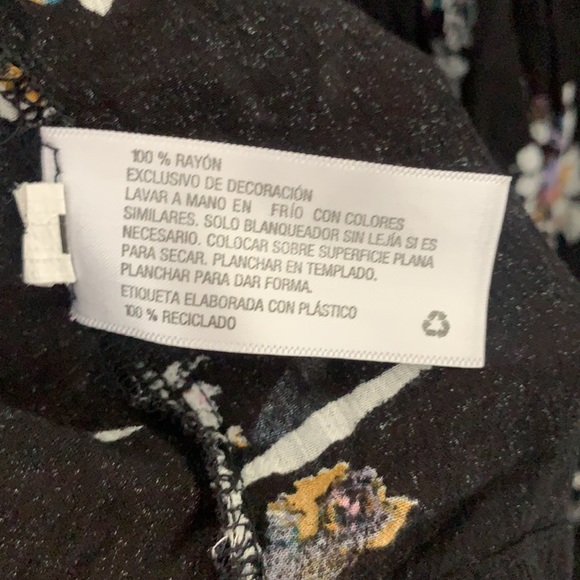 100 % RAYÓN
EXCLUSIVO DE DECORACIÓN
LAVAR A MANO EN FRÍO CON COLORES
SIMILARES. SOLO BLANQUEADOR SIN LEJÍA SI ES
NECESARIO. COLOCAR SOBRE SUPERFICIE PLANA
PARA SECAR. PLANCHAR EN TEMPLADO.
PLANCHAR PARA DAR FORMA.
ETIQUETA ELABORADA CON PLÁSTICO
100 % RECICLADO